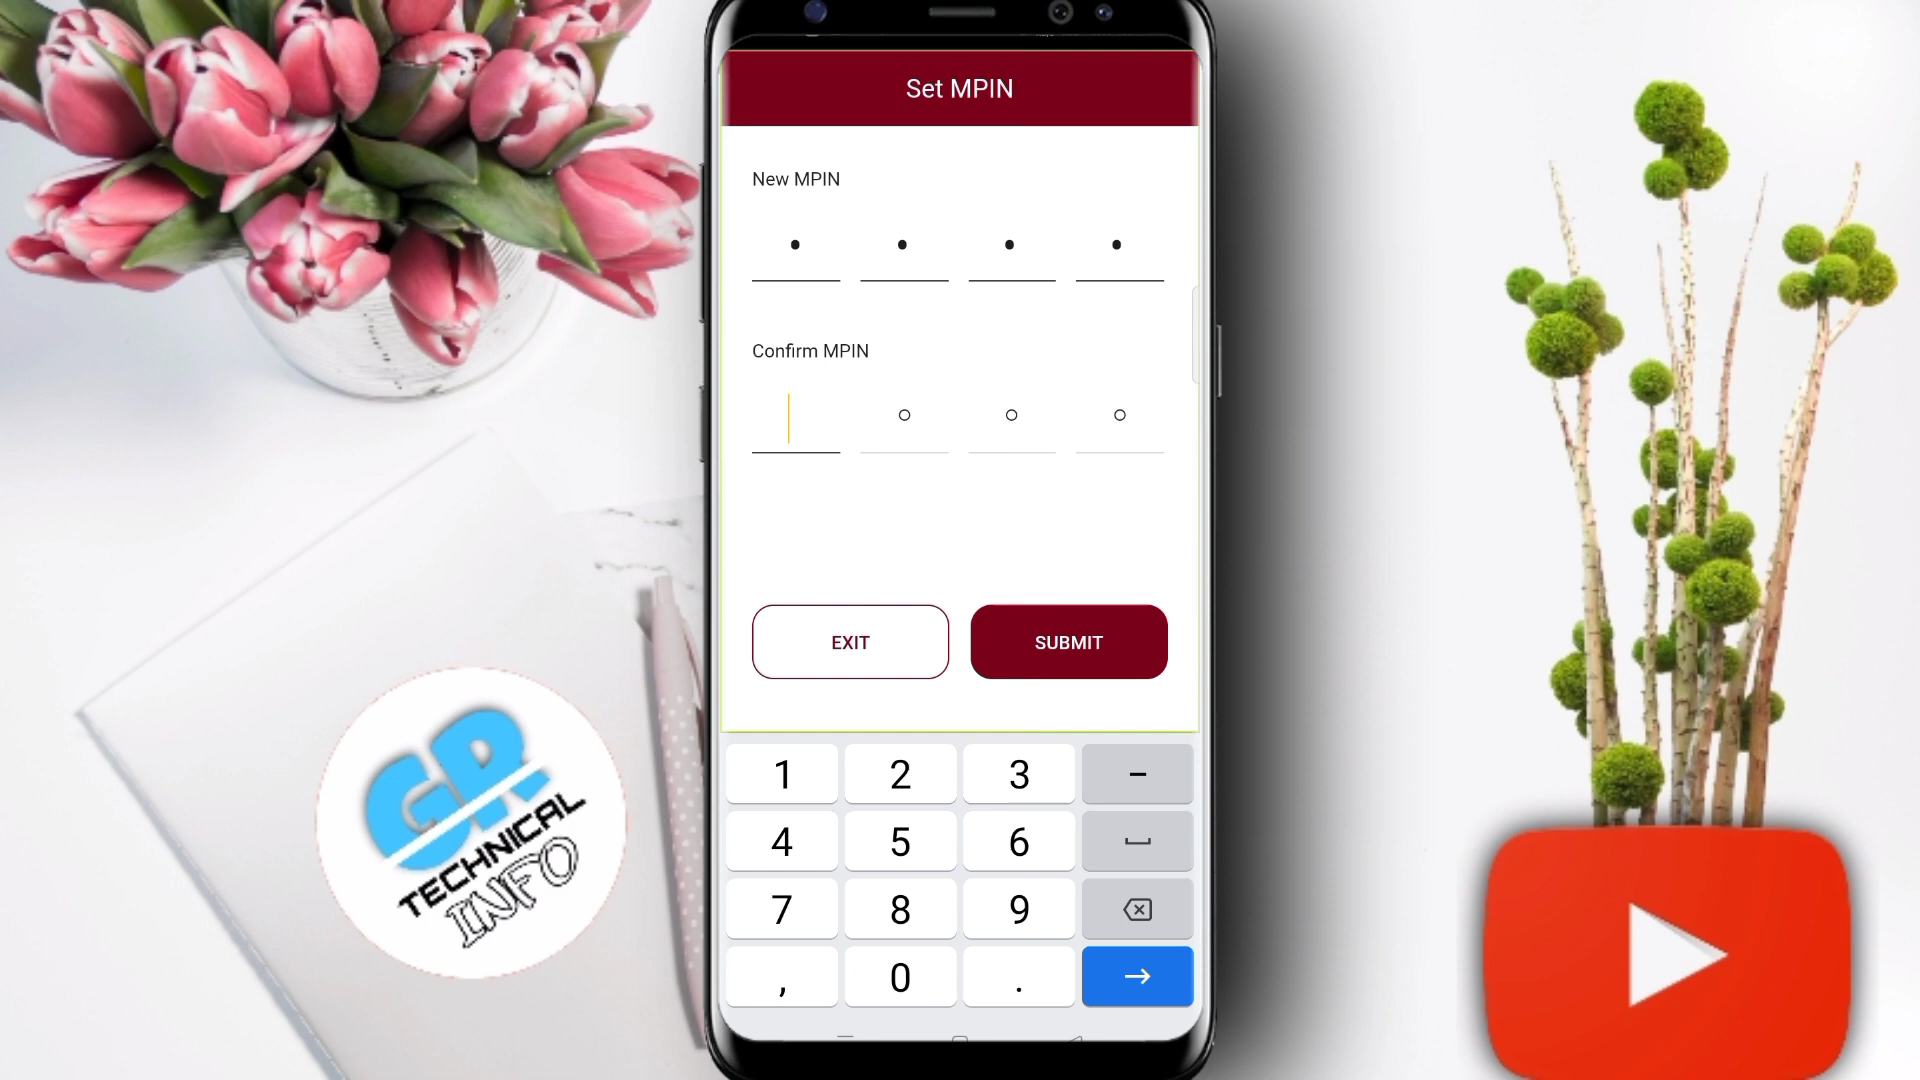 Set MPIN
New MPIN
Confirm MPIN
EXIT
SUBMIT
1 2 3 -
4 5 6
7 8 9
, 0 .
GR
TECHNICAL
INFO